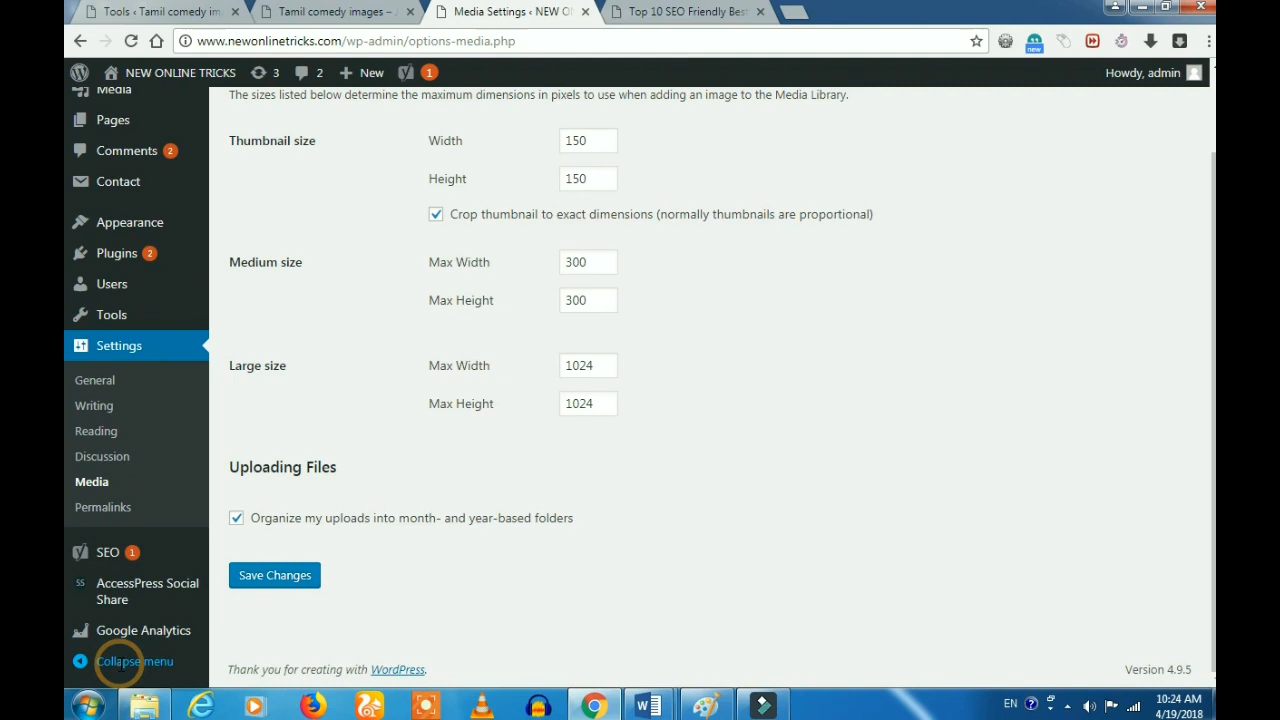 Tools ‹ Tamil comedy im
Tamil comedy images –
Media Settings ‹ NEW O
Top 10 SEO Friendly Best
www.newonlinetricks.com/wp-admin/options-media.php
new
NEW ONLINE TRICKS
3
2
New
1
Howdy, admin
Media
Pages
Comments 2
Contact
Appearance
Plugins 2
Users
Tools
Settings
General
Writing
Reading
Discussion
Media
Permalinks
SEO 1
AccessPress Social
Share
Google Analytics
Collapse menu
The sizes listed below determine the maximum dimensions in pixels to use when adding an image to the Media Library.
Thumbnail size
Width 150
Height 150
Crop thumbnail to exact dimensions (normally thumbnails are proportional)
Medium size
Max Width 300
Max Height 300
Large size
Max Width 1024
Max Height 1024
Uploading Files
Organize my uploads into month- and year-based folders
Save Changes
Thank you for creating with WordPress.
Version 4.9.5
EN
10:24 AM
4/19/2018